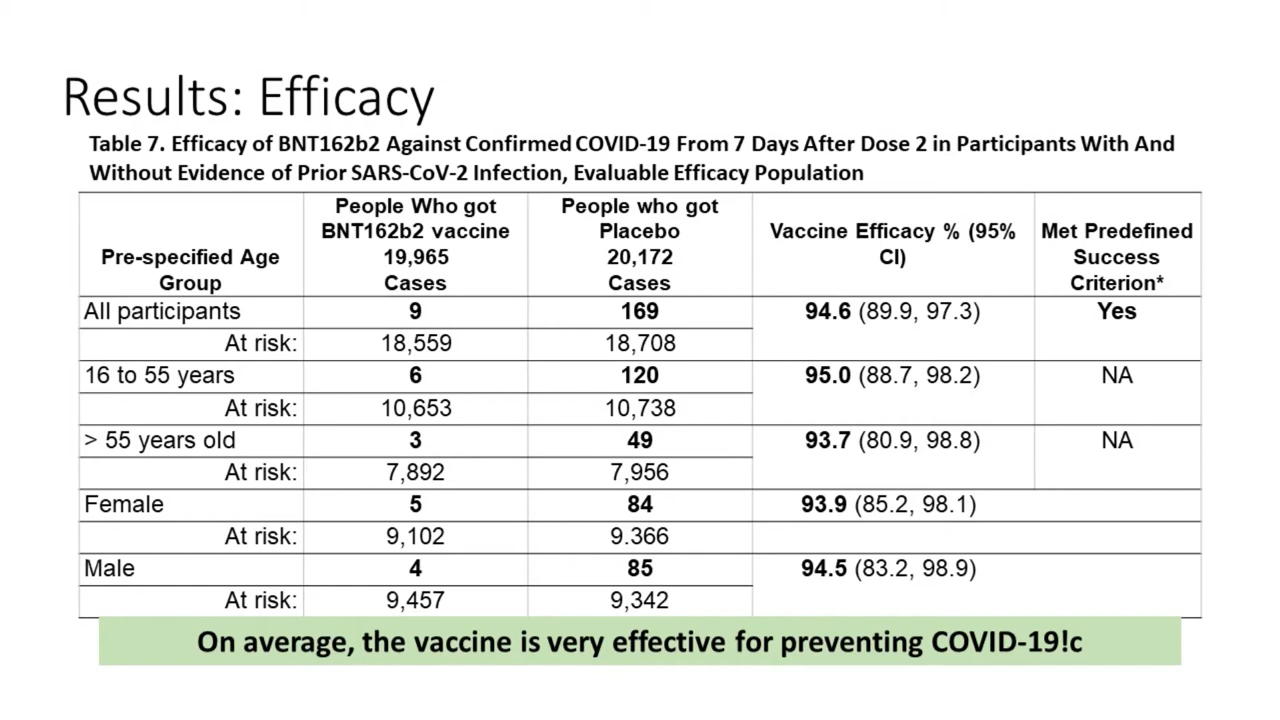 Results: Efficacy
Table 7. Efficacy of BNT162b2 Against Confirmed COVID-19 From 7 Days After Dose 2 in Participants With And
Without Evidence of Prior SARS-CoV-2 Infection, Evaluable Efficacy Population
Pre-specified Age
Group
People Who got
BNT162b2 vaccine
19,965
Cases
People who got
Placebo
20,172
Cases
Vaccine Efficacy % (95%
CI)
Met Predefined
Success
Criterion*
All participants 9 169 94.6 (89.9, 97.3) Yes
At risk: 18,559 18,708
16 to 55 years 6 120 95.0 (88.7, 98.2) NA
At risk: 10,653 10,738
> 55 years old 3 49 93.7 (80.9, 98.8) NA
At risk: 7,892 7,956
Female 5 84 93.9 (85.2, 98.1)
At risk: 9,102 9.366
Male 4 85 94.5 (83.2, 98.9)
At risk: 9,457 9,342
On average, the vaccine is very effective for preventing COVID-19!c